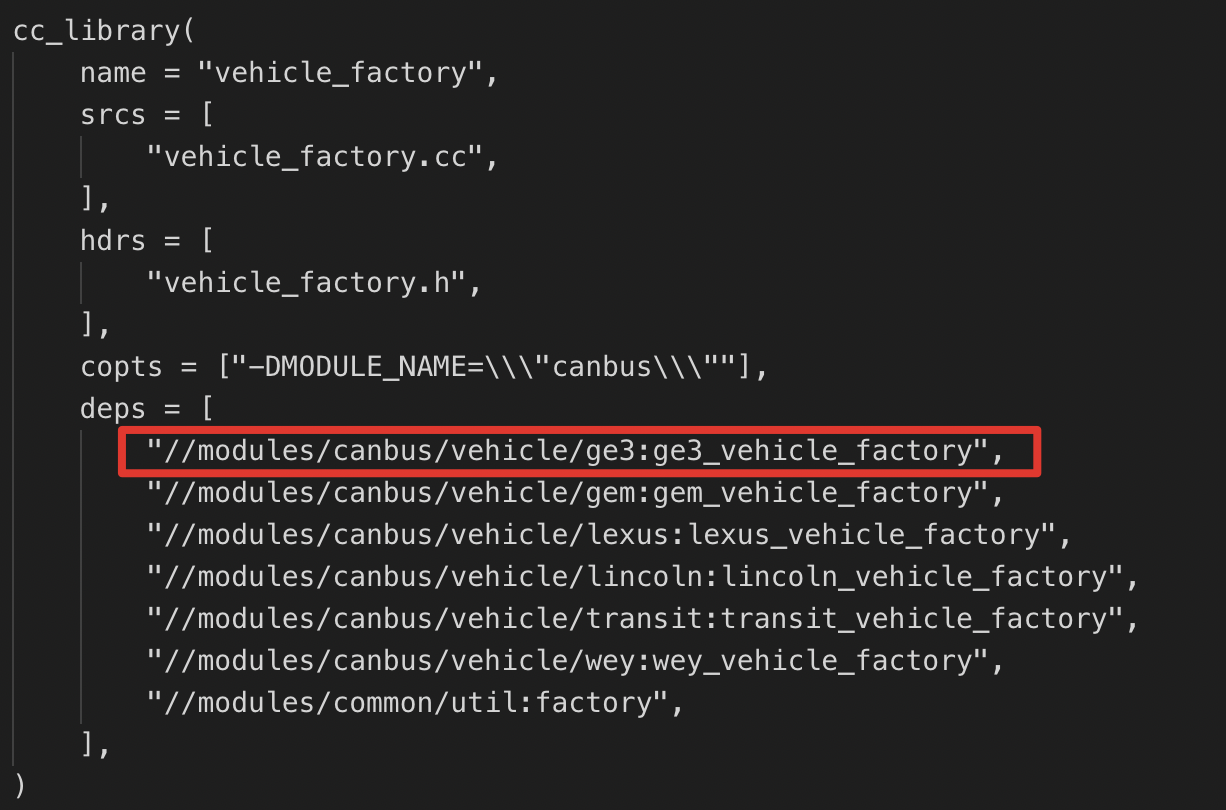 cc_library(
    name = "vehicle_factory",
    srcs = [
        "vehicle_factory.cc",
    ],
    hdrs = [
        "vehicle_factory.h",
    ],
    copts = ["-DMODULE_NAME=\\\"canbus\\\""],
    deps = [
        "//modules/canbus/vehicle/ge3:ge3_vehicle_factory",
        "//modules/canbus/vehicle/gem:gem_vehicle_factory",
        "//modules/canbus/vehicle/lexus:lexus_vehicle_factory",
        "//modules/canbus/vehicle/lincoln:lincoln_vehicle_factory",
        "//modules/canbus/vehicle/transit:transit_vehicle_factory",
        "//modules/canbus/vehicle/wey:wey_vehicle_factory",
        "//modules/common/util:factory",
    ],
)